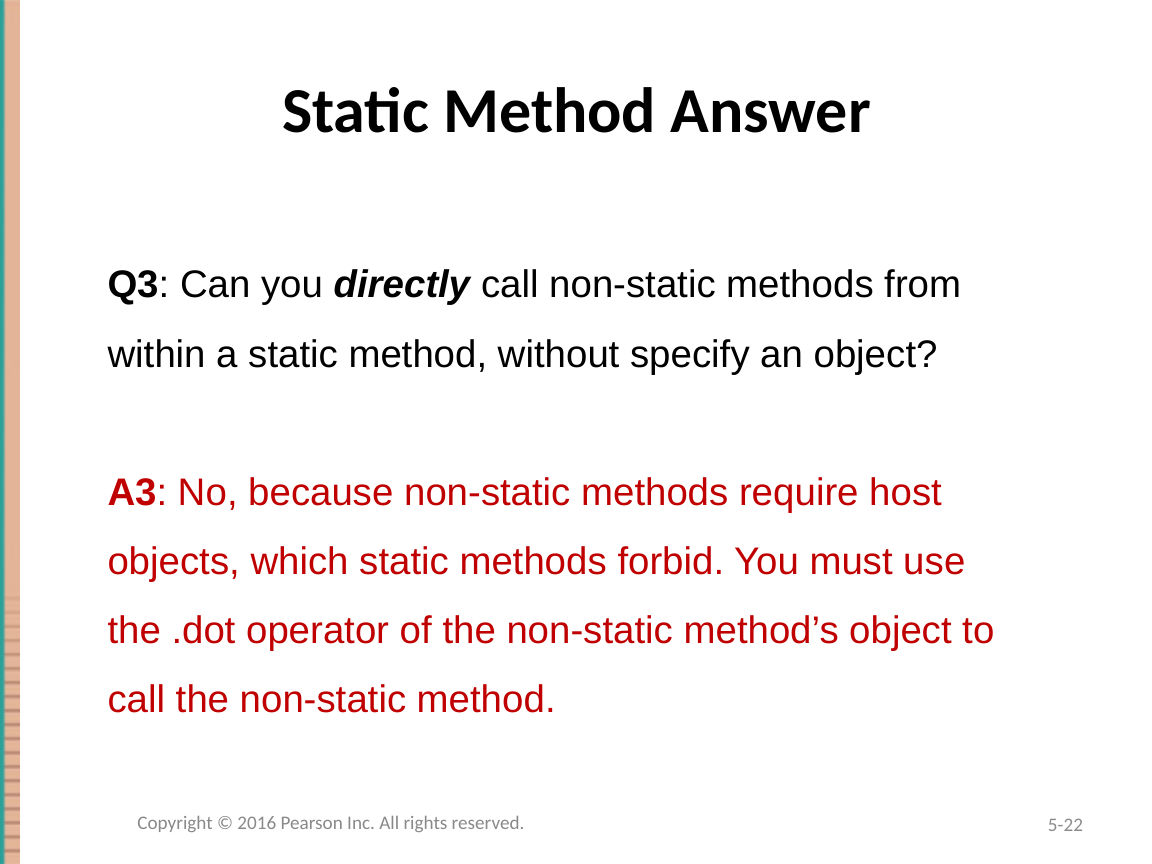 Static Method Answer
Q3: Can you directly call non-static methods from
within a static method, without specify an object?
A3: No, because non-static methods require host
objects, which static methods forbid. You must use
the .dot operator of the non-static method’s object to
call the non-static method.
Copyright © 2016 Pearson Inc. All rights reserved.
5-22